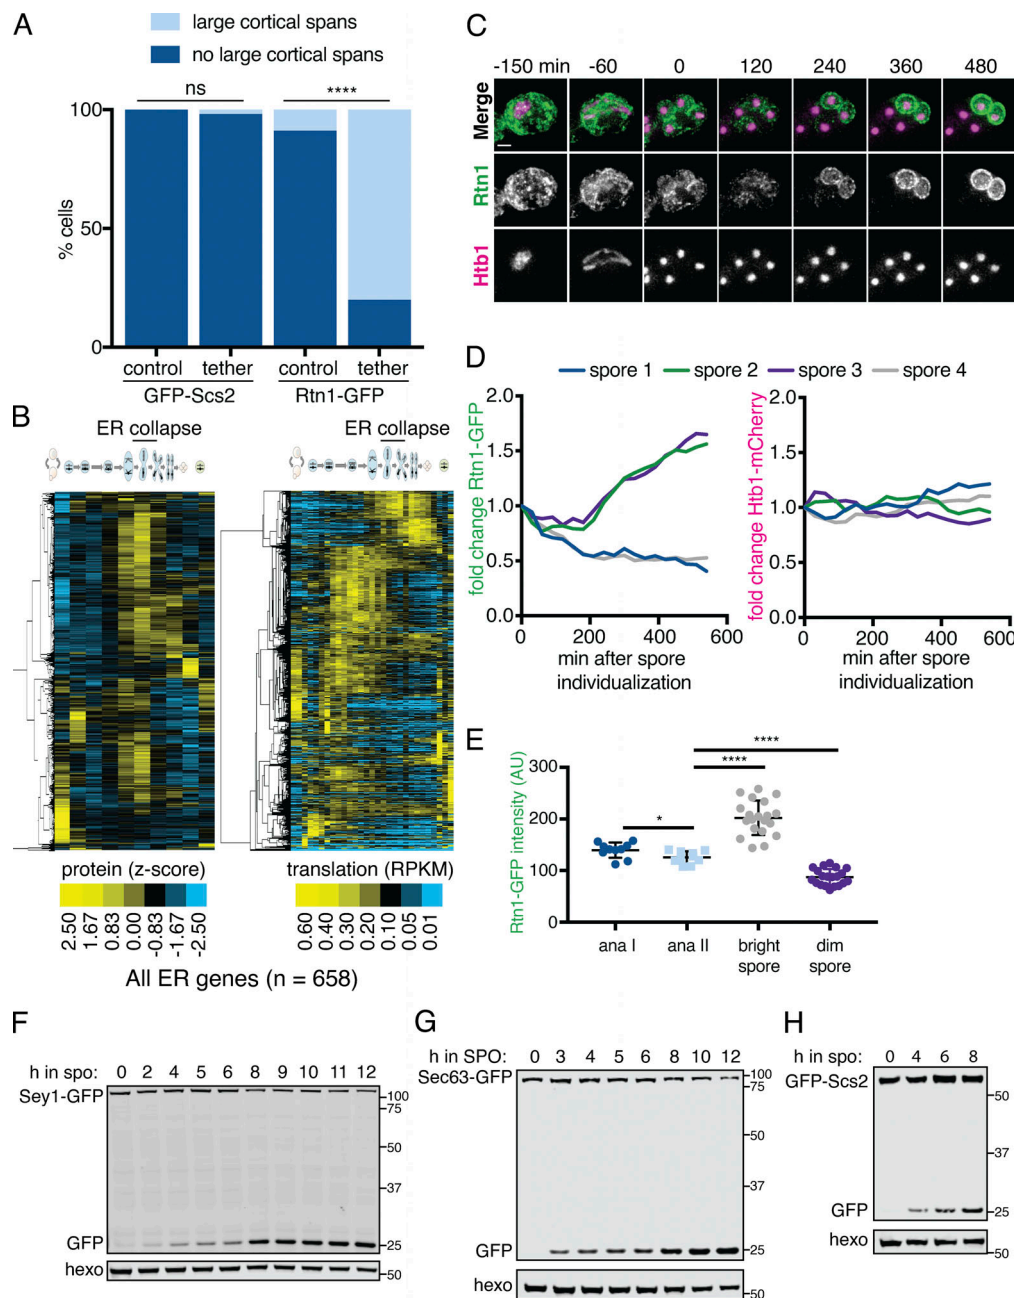 A
large cortical spans
no large cortical spans
ns
****
100
50
0
% cells
control
tether
control
tether
GFP-Scs2
Rtn1-GFP
B
ER collapse
ER collapse
protein (z-score)
2.50
1.67
0.83
0.00
-0.83
-1.67
-2.50
translation (RPKM)
0.60
0.40
0.30
0.20
0.10
0.05
0.01
All ER genes (n = 658)
C
-150 min
-60
0
120
240
360
480
Merge
Rtn1
Htb1
D
spore 1
spore 2
spore 3
spore 4
fold change Rtn1-GFP
2.0
1.5
1.0
0.5
0.0
0
200
400
600
min after spore
individualization
fold change Htb1-mCherry
2.0
1.5
1.0
0.5
0.0
0
200
400
600
min after spore
individualization
E
Rtn1-GFP intensity (AU)
300
200
100
0
*
****
****
ana I
ana II
bright
spore
dim
spore
F
h in spo:
0 2 4 5 6 8 9 10 11 12
Sey1-GFP
100
75
50
37
GFP
25
hexo
50
G
h in SPO:
0 3 4 5 6 8 10 12
Sec63-GFP
100
75
50
37
GFP
25
hexo
50
H
h in spo:
0 4 6 8
GFP-Scs2
50
37
GFP
25
hexo
50